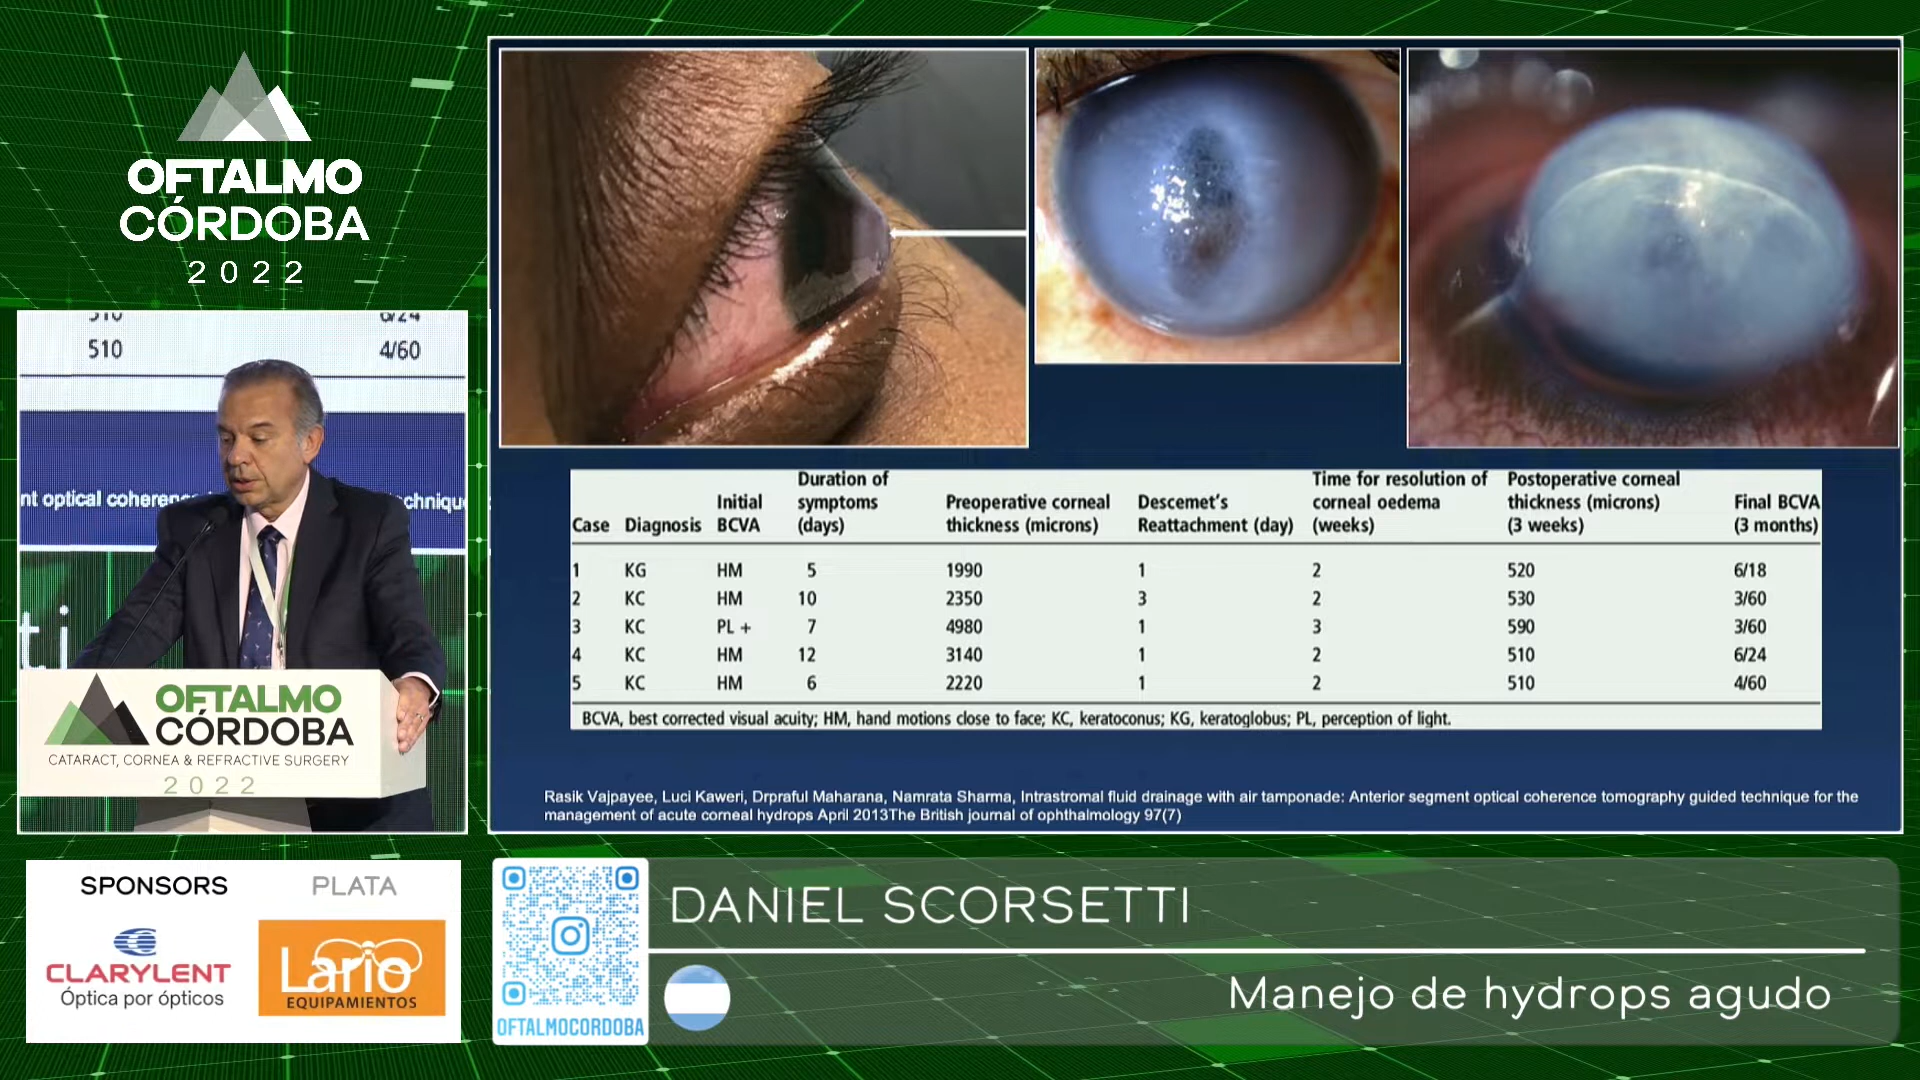 OFTALMO
CÓRDOBA
2022
510
6/24
510
4/60
nt optical coherenc
chnique
ti
OFTALMO
CÓRDOBA
CATARACT, CORNEA & REFRACTIVE SURGERY
2022
Case Diagnosis Initial BCVA Duration of symptoms (days) Preoperative corneal thickness (microns) Descemet's Reattachment (day) Time for resolution of corneal oedema (weeks) Postoperative corneal thickness (microns) (3 weeks) Final BCVA (3 months)
1 KG HM 5 1990 1 2 520 6/18
2 KC HM 10 2350 3 2 530 3/60
3 KC PL + 7 4980 1 3 590 3/60
4 KC HM 12 3140 1 2 510 6/24
5 KC HM 6 2220 1 2 510 4/60
BCVA, best corrected visual acuity; HM, hand motions close to face; KC, keratoconus; KG, keratoglobus; PL, perception of light.
Rasik Vajpayee, Luci Kaweri, Drpraful Maharana, Namrata Sharma, Intrastromal fluid drainage with air tamponade: Anterior segment optical coherence tomography guided technique for the
management of acute corneal hydrops April 2013The British journal of ophthalmology 97(7)
SPONSORS PLATA
CLARYLENT
Óptica por ópticos
Lario
EQUIPAMIENTOS
OFTALMOCORDOBA
DANIEL SCORSETTI
Manejo de hydrops agudo